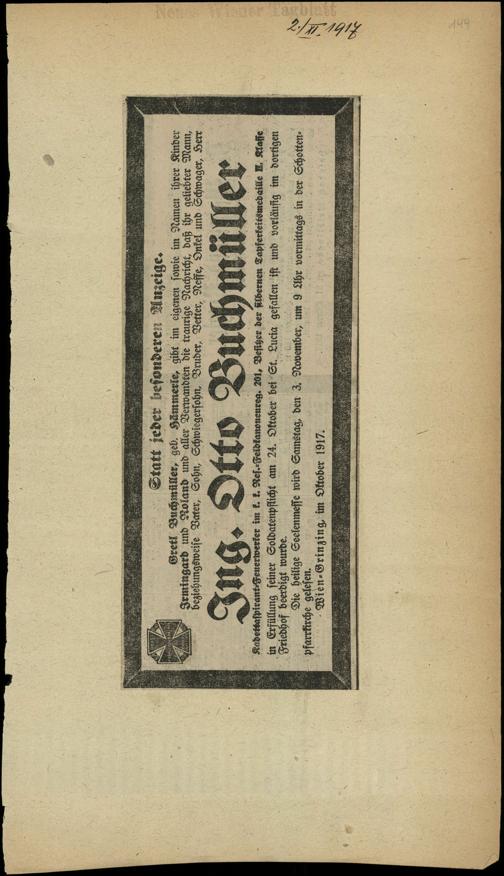 Neues Wiener Tagblatt
2./XI. 1917
149
Statt jeder besonderen Anzeige.
Gretl Buchmüller, geb. Hämmerle, gibt im eigenen sowie im Namen ihrer Kinder
Irmingard und Roland und aller Verwandten die traurige Nachricht, daß ihr geliebter Mann,
beziehungsweise Vater, Sohn, Schwiegersohn, Bruder, Vetter, Neffe, Onkel und Schwager, Herr
Ing. Otto Buchmüller
Kadettaspirant-Feuerwerker im k. k. Res.-Feldkanonenreg. 201, Besitzer der silbernen Tapferkeitsmedaille II. Klasse
in Erfüllung seiner Soldatenpflicht am 24. Oktober bei St. Lucia gefallen ist und vorläufig im dortigen
Friedhof beerdigt wurde.
Die heilige Seelenmesse wird Samstag, den 3. November, um 9 Uhr vormittags in der Schotten-
pfarrkirche gelesen.
Wien-Grinzing, im Oktober 1917.